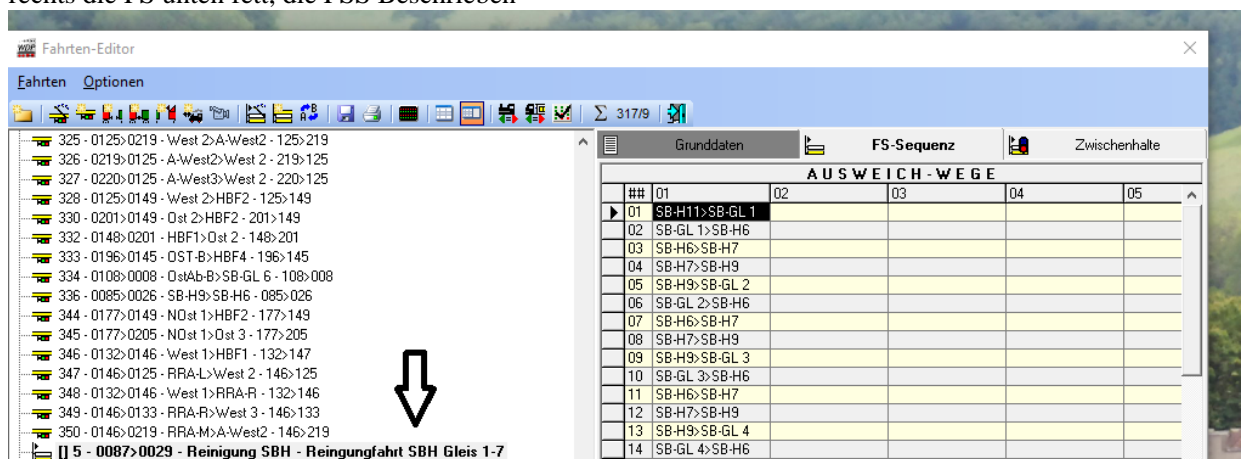 rechts die FS unten fett, die FSS Beschrieben
Fahrten-Editor
Fahrten Optionen
Σ 317/9
325 - 0125>0219 - West 2>A-West2 - 125>219
326 - 0219>0125 - A-West2>West 2 - 219>125
327 - 0220>0125 - A-West3>West 2 - 220>125
328 - 0125>0149 - West 2>HBF2 - 125>149
330 - 0201>0149 - Ost 2>HBF2 - 201>149
332 - 0148>0201 - HBF1>Ost 2 - 148>201
333 - 0196>0145 - OST-B>HBF4 - 196>145
334 - 0108>0008 - OstAb-B>SB-GL 6 - 108>008
336 - 0085>0026 - SB-H9>SB-H6 - 085>026
344 - 0177>0149 - NOst 1>HBF2 - 177>149
345 - 0177>0205 - NOst 1>Ost 3 - 177>205
346 - 0132>0146 - West 1>HBF1 - 132>147
347 - 0146>0125 - RRA-L>West 2 - 146>125
348 - 0132>0146 - West 1>RRA-R - 132>146
349 - 0146>0133 - RRA-R>West 3 - 146>133
350 - 0146>0219 - RRA-M>A-West2 - 146>219
[] 5 - 0087>0029 - Reinigung SBH - Reingungfahrt SBH Gleis 1-7
Grunddaten FS-Sequenz Zwischenhalte
AUSWEICH-WEGE
## 01 02 03 04 05
01 SB-H11>SB-GL 1
02 SB-GL 1>SB-H6
03 SB-H6>SB-H7
04 SB-H7>SB-H9
05 SB-H9>SB-GL 2
06 SB-GL 2>SB-H6
07 SB-H6>SB-H7
08 SB-H7>SB-H9
09 SB-H9>SB-GL 3
10 SB-GL 3>SB-H6
11 SB-H6>SB-H7
12 SB-H7>SB-H9
13 SB-H9>SB-GL 4
14 SB-GL 4>SB-H6